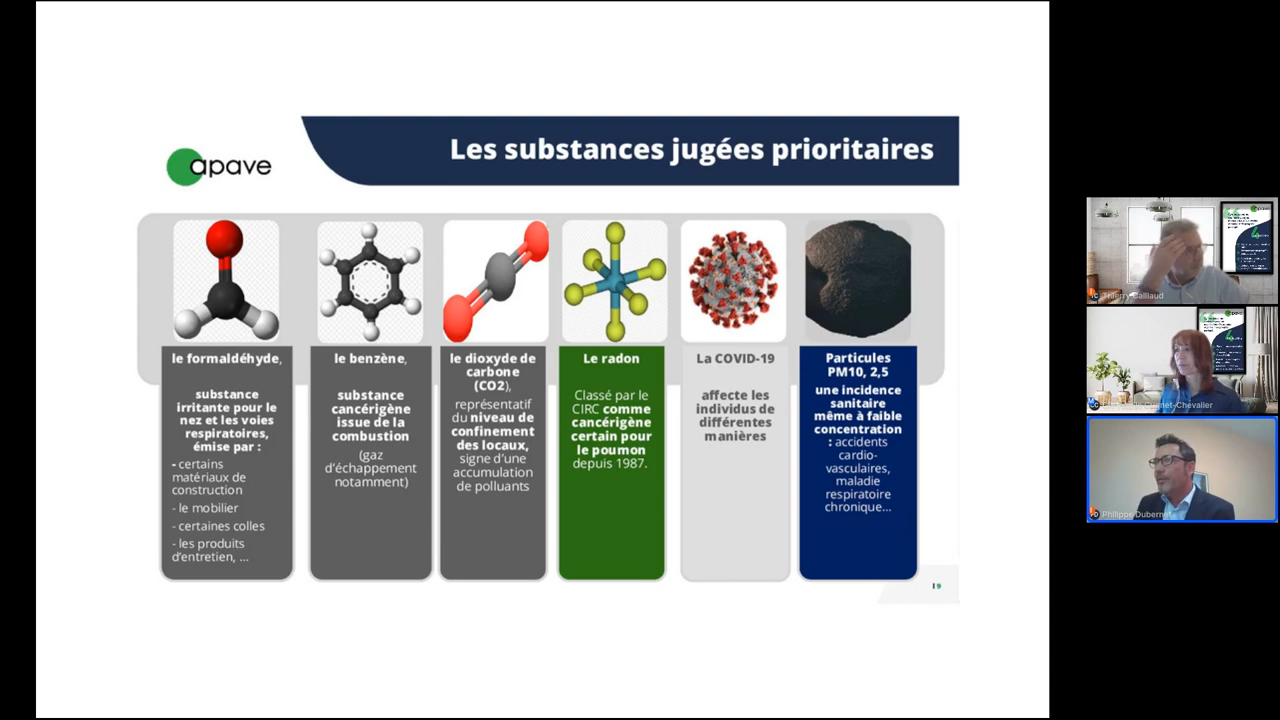 apave
Les substances jugées prioritaires
le formaldéhyde,
substance
irritante pour le
nez et les voies
respiratoires,
émise par :
- certains
matériaux de
construction
- le mobilier
- certaines colles
- les produits
d'entretien, ...
le benzène,
substance
cancérigène
issue de la
combustion
(gaz
d'échappement
notamment)
le dioxyde de
carbone
(CO2),
représentatif
du niveau de
confinement
des locaux,
signe d'une
accumulation
de polluants
Le radon
Classé par le
CIRC comme
cancérigène
certain pour
le poumon
depuis 1987.
La COVID-19
affecte les
individus de
différentes
manières
Particules
PM10, 2,5
une incidence
sanitaire
même à faible
concentration
: accidents
cardio-
vasculaires,
maladie
respiratoire
chronique...
19
Thierry Calliaud
-Chevalier
Philippe Dubernet